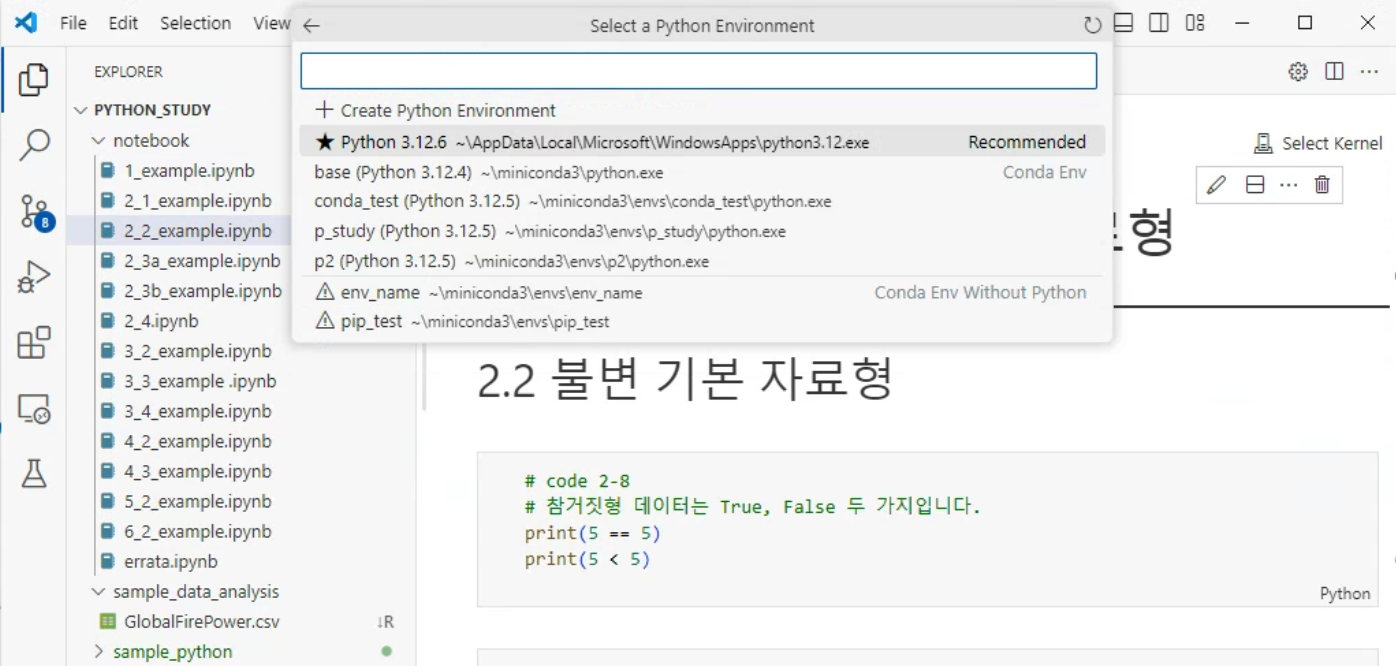 File Edit Selection View
Select a Python Environment
EXPLORER
PYTHON_STUDY
notebook
1_example.ipynb
2_1_example.ipynb
2_2_example.ipynb
2_3a_example.ipynb
2_3b_example.ipynb
2_4.ipynb
3_2_example.ipynb
3_3_example .ipynb
3_4_example.ipynb
4_2_example.ipynb
4_3_example.ipynb
5_2_example.ipynb
6_2_example.ipynb
errata.ipynb
sample_data_analysis
GlobalFirePower.csv ↓R
sample_python
8
+ Create Python Environment
★ Python 3.12.6 ~\AppData\Local\Microsoft\WindowsApps\python3.12.exe Recommended
base (Python 3.12.4) ~\miniconda3\python.exe Conda Env
conda_test (Python 3.12.5) ~\miniconda3\envs\conda_test\python.exe
p_study (Python 3.12.5) ~\miniconda3\envs\p_study\python.exe
p2 (Python 3.12.5) ~\miniconda3\envs\p2\python.exe
env_name ~\miniconda3\envs\env_name Conda Env Without Python
pip_test ~\miniconda3\envs\pip_test
Select Kernel
형
2.2 불변 기본 자료형
# code 2-8
# 참거짓형 데이터는 True, False 두 가지입니다.
print(5 == 5)
print(5 < 5)
Python